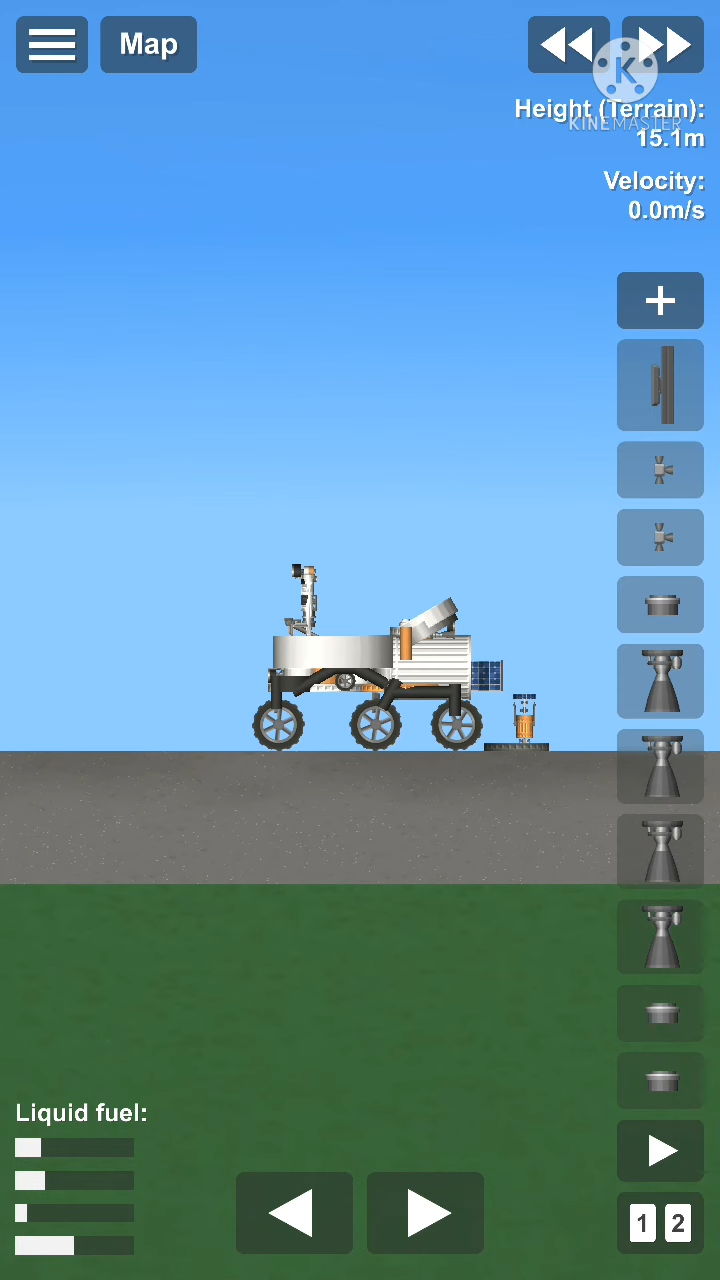 Map
K
KINEMASTER
Height (Terrain):
15.1m
Velocity:
0.0m/s
Liquid fuel:
1 2